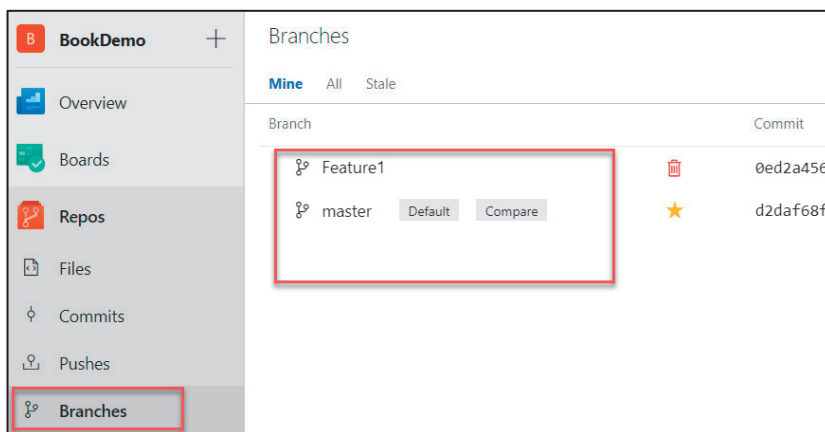 B BookDemo
Overview
Boards
Repos
Files
Commits
Pushes
Branches
Branches
Mine All Stale
Branch Commit
Feature1 0ed2a456
master Default Compare d2daf68f